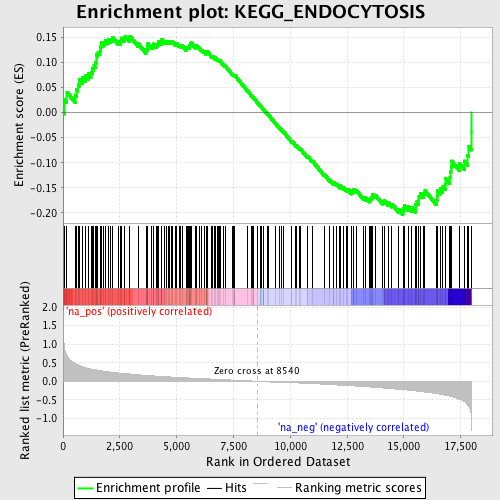 Enrichment plot: KEGG_ENDOCYTOSIS
Enrichment score (ES)
0.15
0.10
0.05
0.00
-0.05
-0.10
-0.15
-0.20
'na_pos' (positively correlated)
Ranked list metric (PreRanked)
2.0
1.5
1.0
0.5
0.0
-0.5
-1.0
Zero cross at 8540
'na_neg' (negatively correlated)
0
2,500
5,000
7,500
10,000
12,500
15,000
17,500
Rank in Ordered Dataset
Enrichment profile
Hits
Ranking metric scores